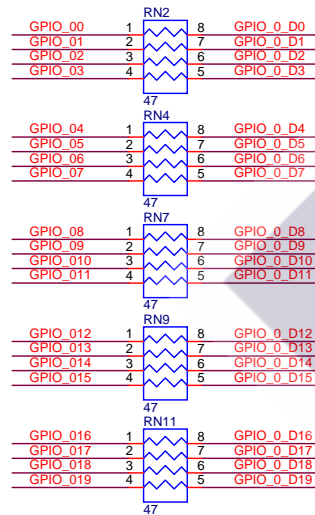 RN2
GPIO_00 1 8 GPIO_0_D0
GPIO_01 2 7 GPIO_0_D1
GPIO_02 3 6 GPIO_0_D2
GPIO_03 4 5 GPIO_0_D3
47
RN4
GPIO_04 1 8 GPIO_0_D4
GPIO_05 2 7 GPIO_0_D5
GPIO_06 3 6 GPIO_0_D6
GPIO_07 4 5 GPIO_0_D7
47
RN7
GPIO_08 1 8 GPIO_0_D8
GPIO_09 2 7 GPIO_0_D9
GPIO_010 3 6 GPIO_0_D10
GPIO_011 4 5 GPIO_0_D11
47
RN9
GPIO_012 1 8 GPIO_0_D12
GPIO_013 2 7 GPIO_0_D13
GPIO_014 3 6 GPIO_0_D14
GPIO_015 4 5 GPIO_0_D15
47
RN11
GPIO_016 1 8 GPIO_0_D16
GPIO_017 2 7 GPIO_0_D17
GPIO_018 3 6 GPIO_0_D18
GPIO_019 4 5 GPIO_0_D19
47